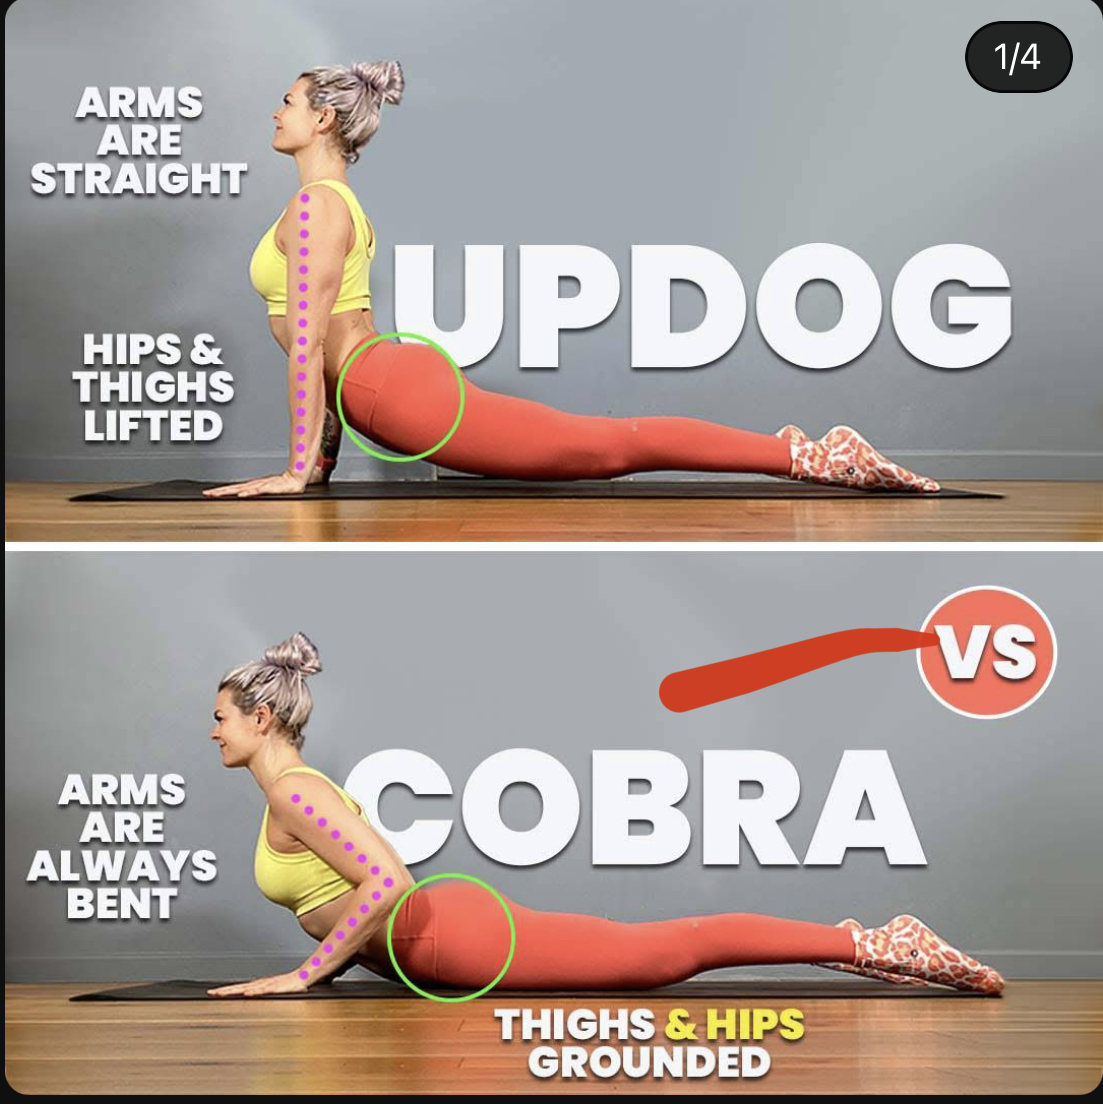 1/4
ARMS
ARE
STRAIGHT
UPDOG
HIPS &
THIGHS
LIFTED
VS
COBRA
ARMS
ARE
ALWAYS
BENT
THIGHS & HIPS
GROUNDED